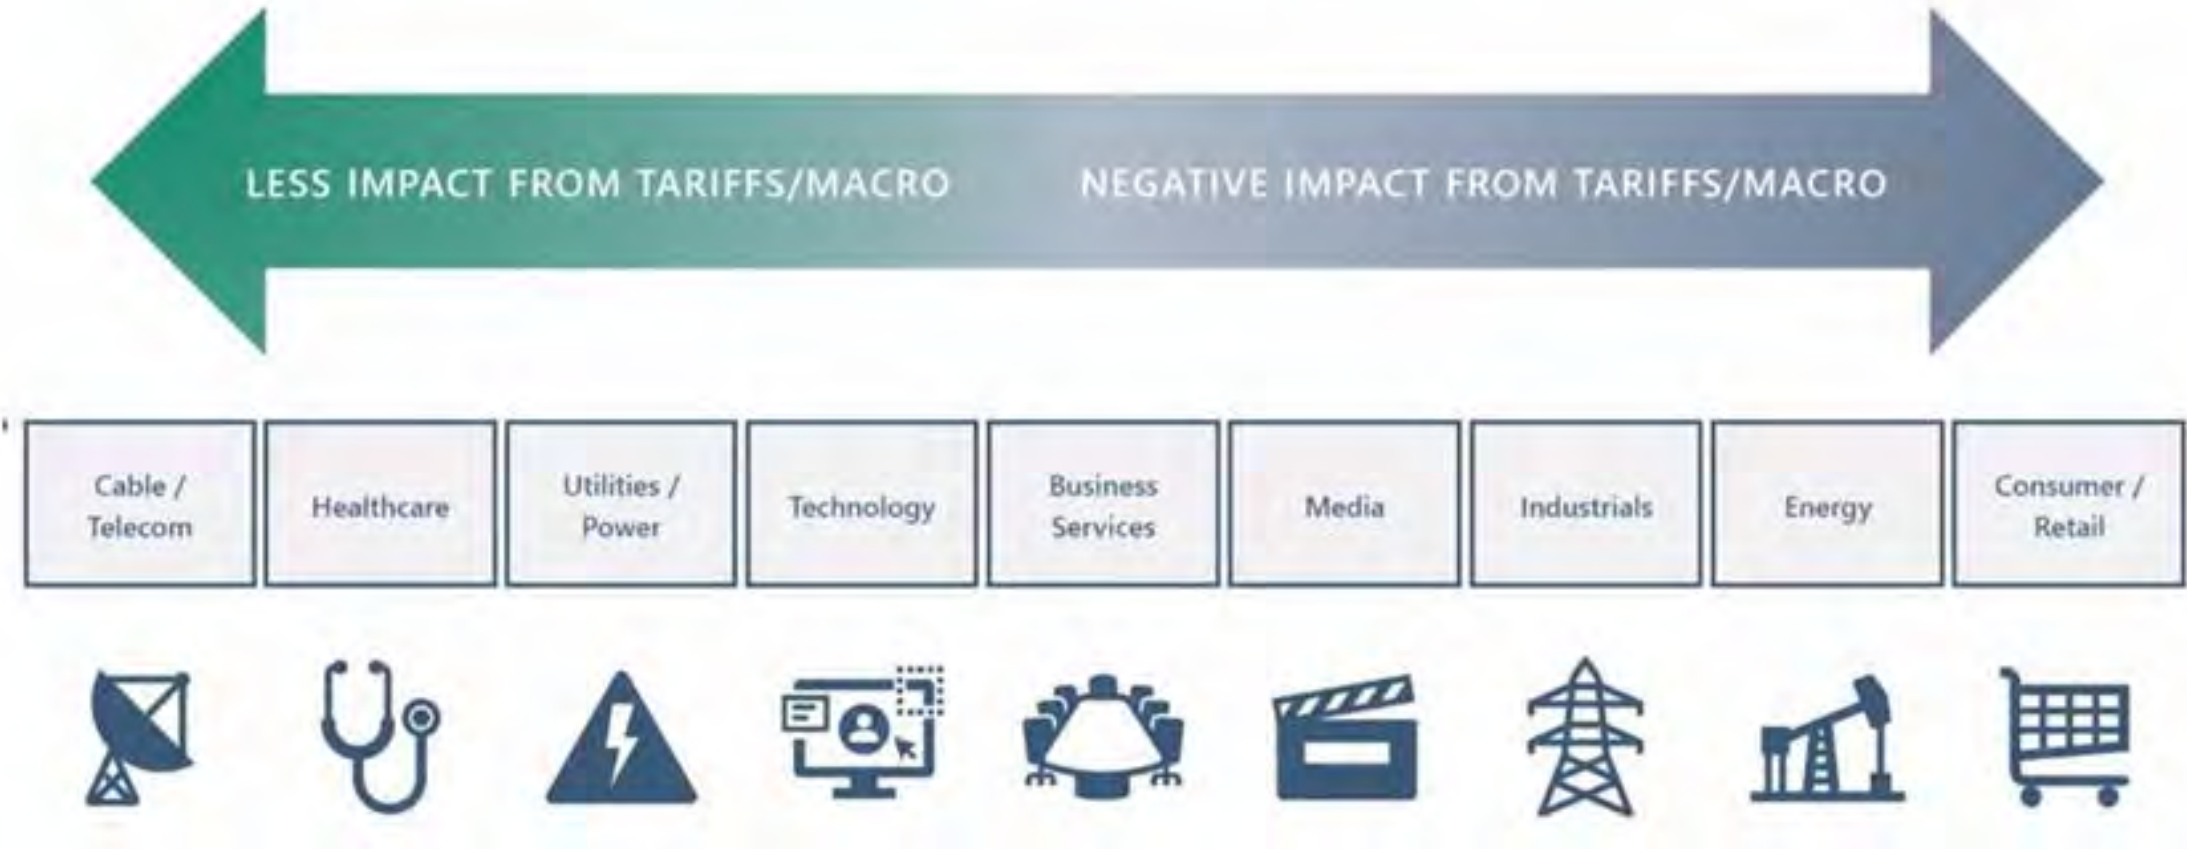 LESS IMPACT FROM TARIFFS/MACRO
NEGATIVE IMPACT FROM TARIFFS/MACRO
Cable /
Telecom
Healthcare
Utilities /
Power
Technology
Business
Services
Media
Industrials
Energy
Consumer /
Retail